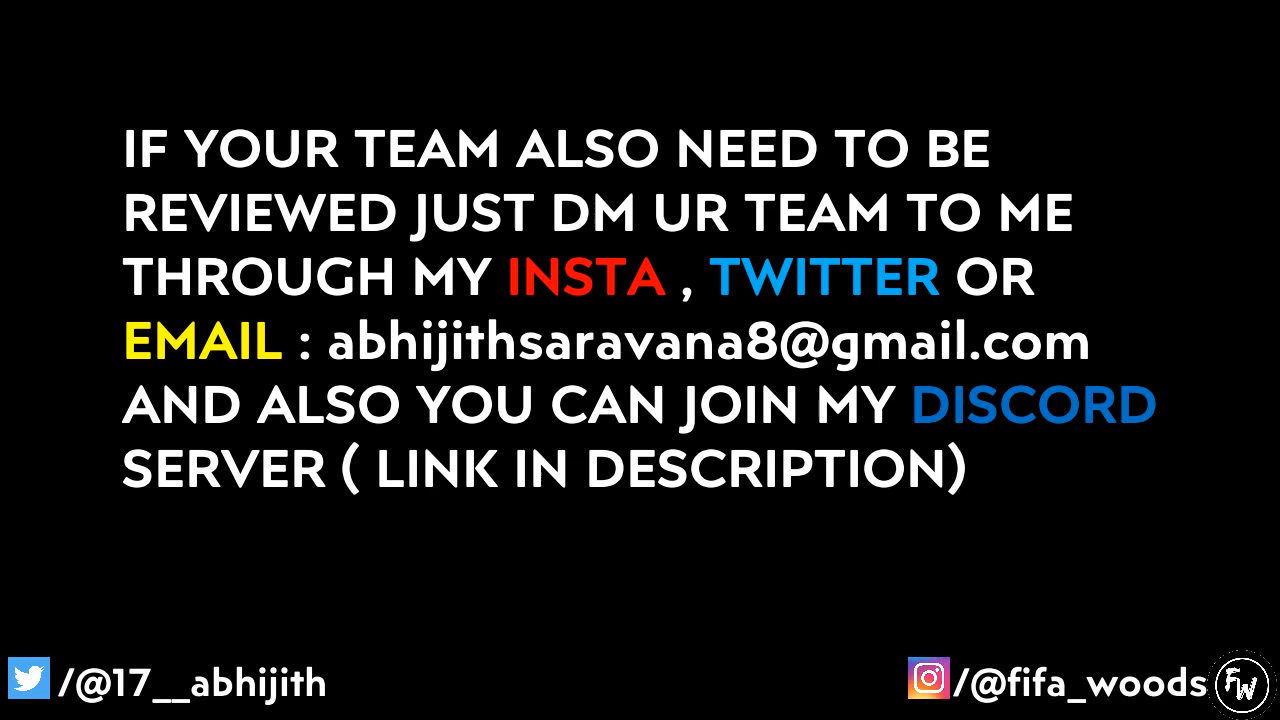 IF YOUR TEAM ALSO NEED TO BE
REVIEWED JUST DM UR TEAM TO ME
THROUGH MY INSTA , TWITTER OR
EMAIL : abhijithsaravana8@gmail.com
AND ALSO YOU CAN JOIN MY DISCORD
SERVER ( LINK IN DESCRIPTION)
/@17__abhijith
/@fifa_woods
FW